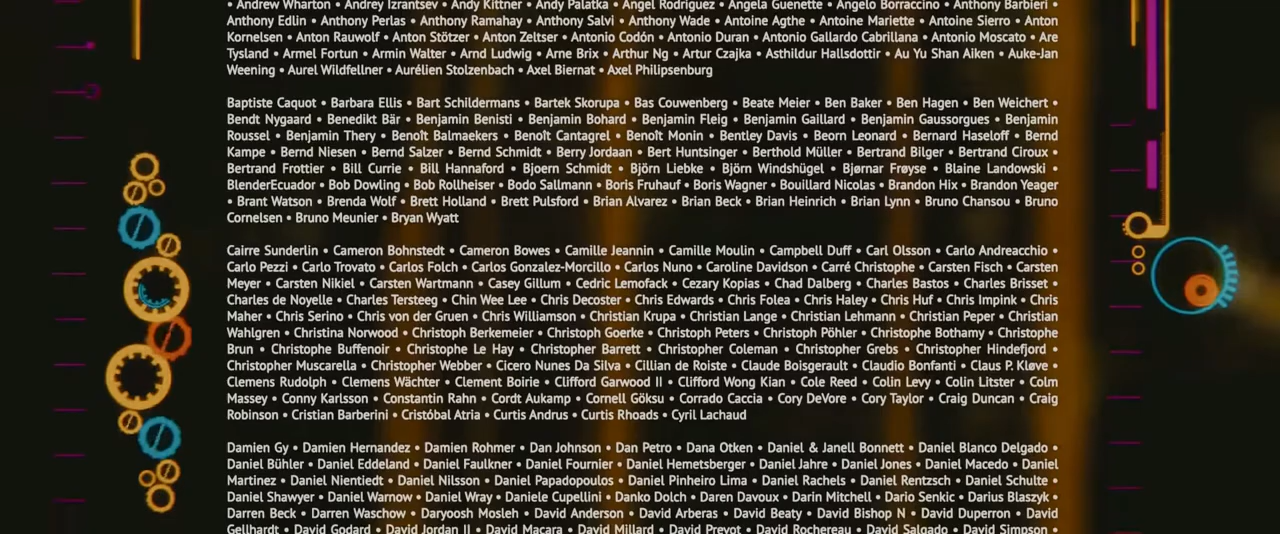 • Andrew Wharton • Andrey Izrantsev • Andy Kittner • Andy Palatka • Angel Rodriguez • Angela Guenette • Angelo Borraccino • Anthony Barbieri •
Anthony Edlin • Anthony Perlas • Anthony Ramahay • Anthony Salvi • Anthony Wade • Antoine Agthe • Antoine Mariette • Antoine Sierro • Anton
Kornelsen • Anton Rauwolf • Anton Stötzer • Anton Zeltser • Antonio Codón • Antonio Duran • Antonio Gallardo Cabrillana • Antonio Moscato • Are
Tysland • Armel Fortun • Armin Walter • Arnd Ludwig • Arne Brix • Arthur Ng • Artur Czajka • Asthildur Hallsdottir • Au Yu Shan Aiken • Auke-Jan
Weening • Aurel Wildfellner • Aurélien Stolzenbach • Axel Biernat • Axel Philipsenburg
Baptiste Caquot • Barbara Ellis • Bart Schildermans • Bartek Skorupa • Bas Couwenberg • Beate Meier • Ben Baker • Ben Hagen • Ben Weichert •
Bendt Nygaard • Benedikt Bär • Benjamin Benisti • Benjamin Bohard • Benjamin Fleig • Benjamin Gaillard • Benjamin Gaussorgues • Benjamin
Roussel • Benjamin Thery • Benoît Balmaekers • Benoît Cantagrel • Benoît Monin • Bentley Davis • Beorn Leonard • Bernard Haseloff • Bernd
Kampe • Bernd Niesen • Bernd Salzer • Bernd Schmidt • Berry Jordaan • Bert Huntsinger • Berthold Müller • Bertrand Bilger • Bertrand Ciroux •
Bertrand Frottier • Bill Currie • Bill Hannaford • Bjoern Schmidt • Björn Liebke • Björn Windshügel • Bjørnar Frøyse • Blaine Landowski •
BlenderEcuador • Bob Dowling • Bob Rollheiser • Bodo Sallmann • Boris Fruhauf • Boris Wagner • Bouillard Nicolas • Brandon Hix • Brandon Yeager
• Brant Watson • Brenda Wolf • Brett Holland • Brett Pulsford • Brian Alvarez • Brian Beck • Brian Heinrich • Brian Lynn • Bruno Chansou • Bruno
Cornelsen • Bruno Meunier • Bryan Wyatt
Cairre Sunderlin • Cameron Bohnstedt • Cameron Bowes • Camille Jeannin • Camille Moulin • Campbell Duff • Carl Olsson • Carlo Andreacchio •
Carlo Pezzi • Carlo Trovato • Carlos Folch • Carlos Gonzalez-Morcillo • Carlos Nuno • Caroline Davidson • Carré Christophe • Carsten Fisch • Carsten
Meyer • Carsten Nikiel • Carsten Wartmann • Casey Gillum • Cedric Lemofack • Cezary Kopias • Chad Dalberg • Charles Bastos • Charles Brisset •
Charles de Noyelle • Charles Tersteeg • Chin Wee Lee • Chris Decoster • Chris Edwards • Chris Folea • Chris Haley • Chris Huf • Chris Impink • Chris
Maher • Chris Serino • Chris von der Gruen • Chris Williamson • Christian Krupa • Christian Lange • Christian Lehmann • Christian Peper • Christian
Wahlgren • Christina Norwood • Christoph Berkemeier • Christoph Goerke • Christoph Peters • Christoph Pöhler • Christophe Bothamy • Christophe
Brun • Christophe Buffenoir • Christophe Le Hay • Christopher Barrett • Christopher Coleman • Christopher Grebs • Christopher Hindefjord •
Christopher Muscarella • Christopher Webber • Cicero Nunes Da Silva • Cillian de Roiste • Claude Boisgerault • Claudio Bonfanti • Claus P. Kløve •
Clemens Rudolph • Clemens Wächter • Clement Boirie • Clifford Garwood II • Clifford Wong Kian • Cole Reed • Colin Levy • Colin Litster • Colm
Massey • Conny Karlsson • Constantin Rahn • Cordt Aukamp • Cornell Göksu • Corrado Caccia • Cory DeVore • Cory Taylor • Craig Duncan • Craig
Robinson • Cristian Barberini • Cristóbal Atria • Curtis Andrus • Curtis Rhoads • Cyril Lachaud
Damien Gy • Damien Hernandez • Damien Rohmer • Dan Johnson • Dan Petro • Dana Otken • Daniel & Janell Bonnett • Daniel Blanco Delgado •
Daniel Bühler • Daniel Eddeland • Daniel Faulkner • Daniel Fournier • Daniel Hemetsberger • Daniel Jahre • Daniel Jones • Daniel Macedo • Daniel
Martinez • Daniel Nientiedt • Daniel Nilsson • Daniel Papadopoulos • Daniel Pinheiro Lima • Daniel Rachels • Daniel Rentzsch • Daniel Schulte •
Daniel Shawyer • Daniel Warnow • Daniel Wray • Daniele Cupellini • Danko Dolch • Daren Davoux • Darin Mitchell • Dario Senkic • Darius Blaszyk •
Darren Beck • Darren Waschow • Daryoosh Mosleh • David Anderson • David Arberas • David Beaty • David Bishop N • David Duperron • David
Gellhardt • David Godard • David Jordan II • David Macara • David Millard • David Prevot • David Rochereau • David Salgado • David Simpson •